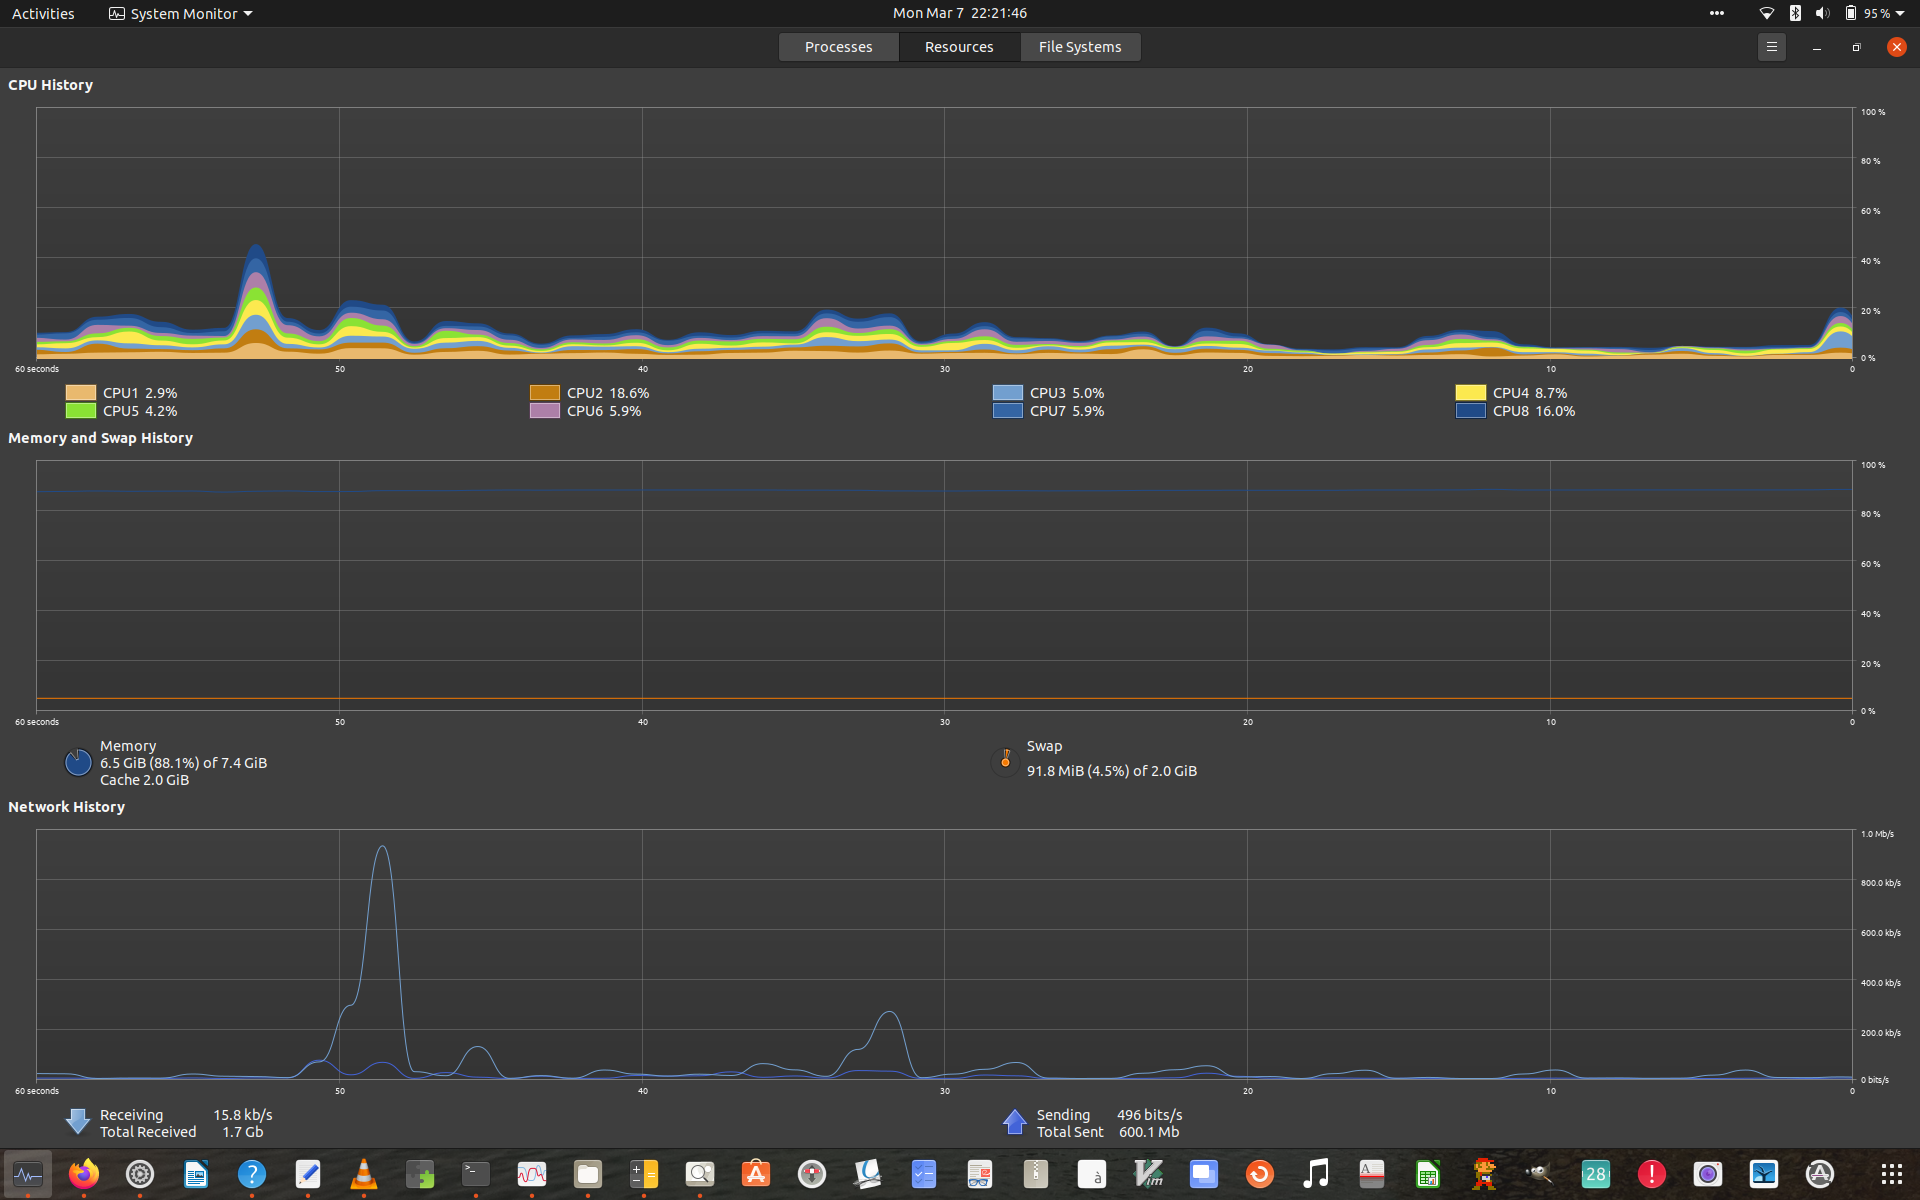 Activities System Monitor Mon Mar 7 22:21:46 95 %
Processes Resources File Systems
CPU History
100 %
80 %
60 %
40 %
20 %
0 %
60 seconds 50 40 30 20 10 0
CPU1 2.9% CPU2 18.6% CPU3 5.0% CPU4 8.7%
CPU5 4.2% CPU6 5.9% CPU7 5.9% CPU8 16.0%
Memory and Swap History
100 %
80 %
60 %
40 %
20 %
0 %
60 seconds 50 40 30 20 10 0
Memory
6.5 GiB (88.1%) of 7.4 GiB
Cache 2.0 GiB
Swap
91.8 MiB (4.5%) of 2.0 GiB
Network History
1.0 Mb/s
800.0 kb/s
600.0 kb/s
400.0 kb/s
200.0 kb/s
0 bits/s
60 seconds 50 40 30 20 10 0
Receiving 15.8 kb/s
Total Received 1.7 Gb
Sending 496 bits/s
Total Sent 600.1 Mb
? >_ A à Vim A 28 ! A